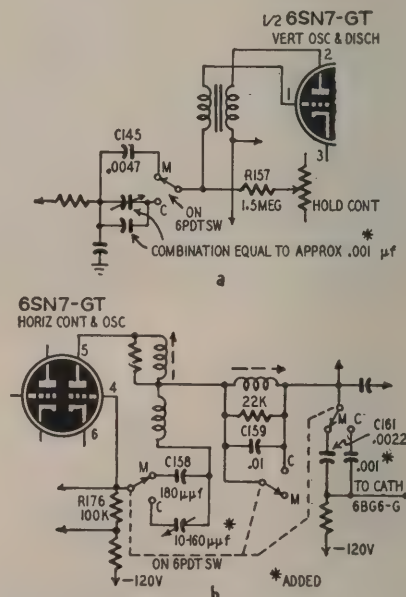 1/2 6SN7-GT
VERT OSC & DISCH
2
1
3
C145
.0047
M
C
ON
6PDT SW
R157
1.5MEG
HOLD CONT
*
COMBINATION EQUAL TO APPROX .001 µf
a
6SN7-GT
HORIZ CONT & OSC
5
4
6
22K
C159
.01
C
M
M
C
C161
.0022
*
.001
TO CATH
6BG6-G
M
C158
180µµf
C
*
10-160µµf
R176
100K
-120V
-120V
ON 6PDT SW
*ADDED
b